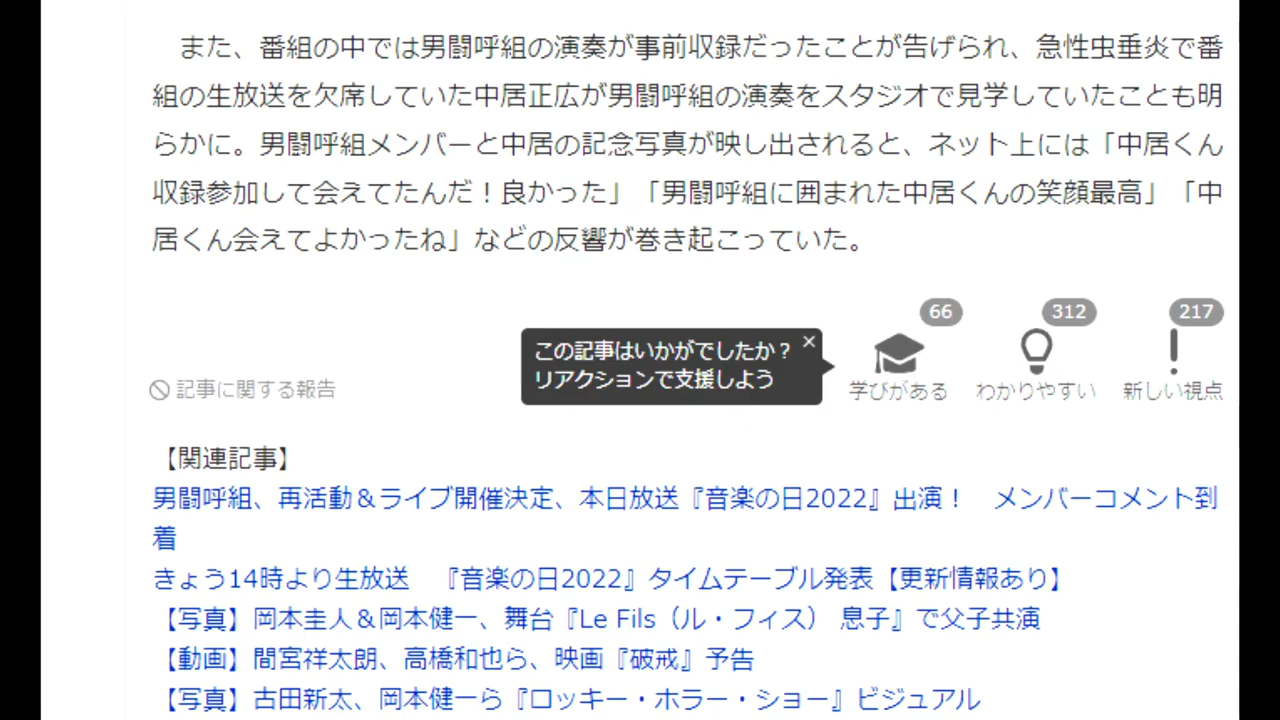 また、番組の中では男闘呼組の演奏が事前収録だったことが告げられ、急性虫垂炎で番
組の生放送を欠席していた中居正広が男闘呼組の演奏をスタジオで見学していたことも明
らかに。男闘呼組メンバーと中居の記念写真が映し出されると、ネット上には「中居くん
収録参加して会えてたんだ！良かった」「男闘呼組に囲まれた中居くんの笑顔最高」「中
居くん会えてよかったね」などの反響が巻き起こっていた。
66
312
217
この記事はいかがでしたか？
リアクションで支援しよう
×
記事に関する報告
学びがある
わかりやすい
新しい視点
【関連記事】
男闘呼組、再活動＆ライブ開催決定、本日放送『音楽の日2022』出演！　メンバーコメント到
着
きょう14時より生放送　『音楽の日2022』タイムテーブル発表【更新情報あり】
【写真】岡本圭人＆岡本健一、舞台『Le Fils（ル・フィス） 息子』で父子共演
【動画】間宮祥太朗、高橋和也ら、映画『破戒』予告
【写真】古田新太、岡本健一ら『ロッキー・ホラー・ショー』ビジュアル